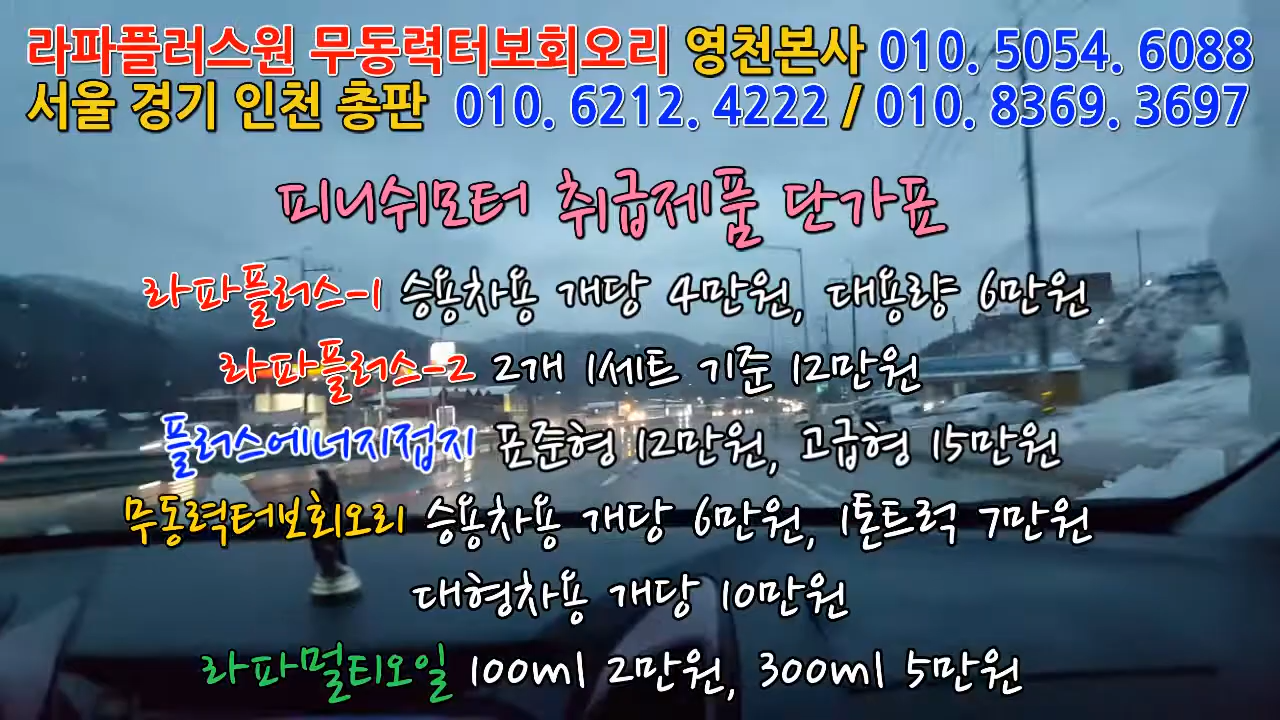 라파플러스원 무동력터보회오리 영천본사 010. 5054. 6088
서울 경기 인천 총판 010. 6212. 4222 / 010. 8369. 3697
피니쉬모터 취급제품 단가표
라파플러스-1 승용차용 개당 4만원, 대용량 6만원
라파플러스-2 2개 1세트 기준 12만원
플러스에너지접지 표준형 12만원, 고급형 15만원
무동력터보회오리 승용차용 개당 6만원, 1톤트럭 7만원
대형차용 개당 10만원
라파멀티오일 100ml 2만원, 300ml 5만원